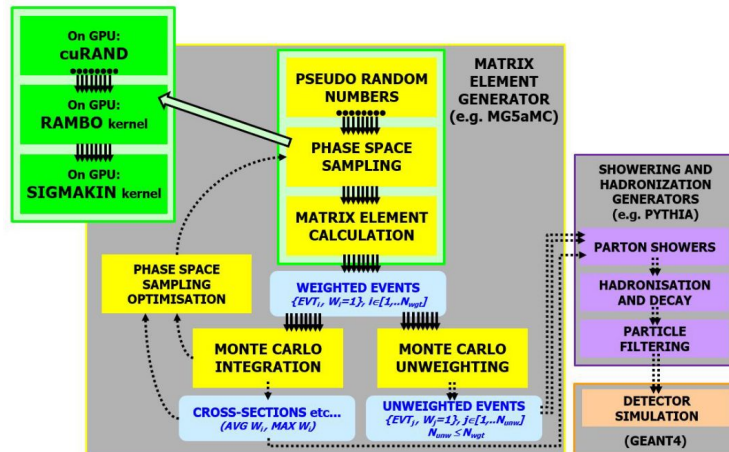 On GPU:
cuRAND
On GPU:
RAMBO kernel
On GPU:
SIGMAKIN kernel
PSEUDO RANDOM
NUMBERS
PHASE SPACE
SAMPLING
MATRIX ELEMENT
CALCULATION
MATRIX
ELEMENT
GENERATOR
(e.g. MG5aMC)
PHASE SPACE
SAMPLING
OPTIMISATION
WEIGHTED EVENTS
{EVTi, Wi=1}, i∈[1,..Nwgt]
MONTE CARLO
INTEGRATION
MONTE CARLO
UNWEIGHTING
CROSS-SECTIONS etc...
(AVG Wi, MAX Wi)
UNWEIGHTED EVENTS
{EVTj, Wj=1}, j∈[1,..Nunw]
Nunw ≤ Nwgt
SHOWERING AND
HADRONIZATION
GENERATORS
(e.g. PYTHIA)
PARTON SHOWERS
HADRONISATION
AND DECAY
PARTICLE
FILTERING
DETECTOR
SIMULATION
(GEANT4)